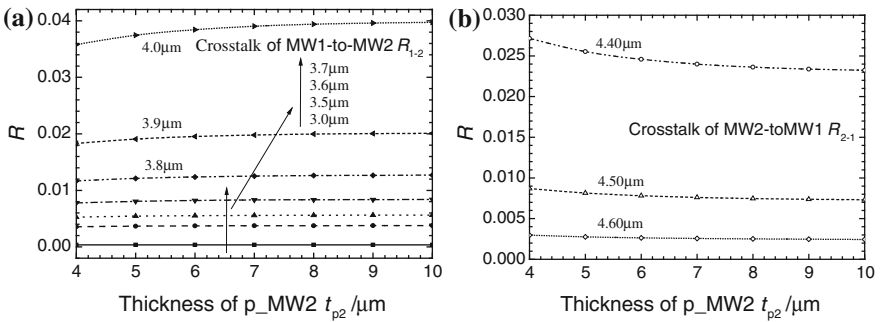 (a)
0.04
0.03
0.02
0.01
0.00
R
4.0μm
Crosstalk of MW1-to-MW2 R1-2
3.7μm
3.6μm
3.5μm
3.0μm
3.9μm
3.8μm
4 5 6 7 8 9 10
Thickness of p_MW2 tp2 /μm
(b)
0.030
0.025
0.020
0.015
0.010
0.005
0.000
R
4.40μm
Crosstalk of MW2-toMW1 R2-1
4.50μm
4.60μm
4 5 6 7 8 9 10
Thickness of p_MW2 tp2 /μm